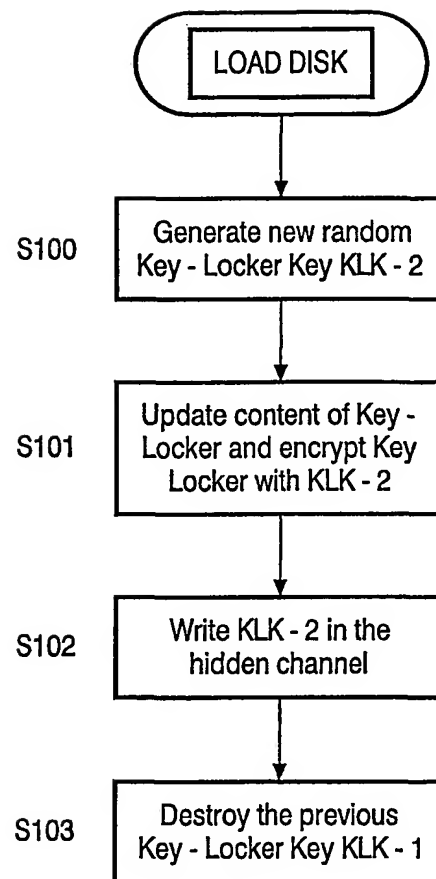 LOAD DISK
S100
Generate new random
Key - Locker Key KLK - 2
S101
Update content of Key -
Locker and encrypt Key
Locker with KLK - 2
S102
Write KLK - 2 in the
hidden channel
S103
Destroy the previous
Key - Locker Key KLK - 1